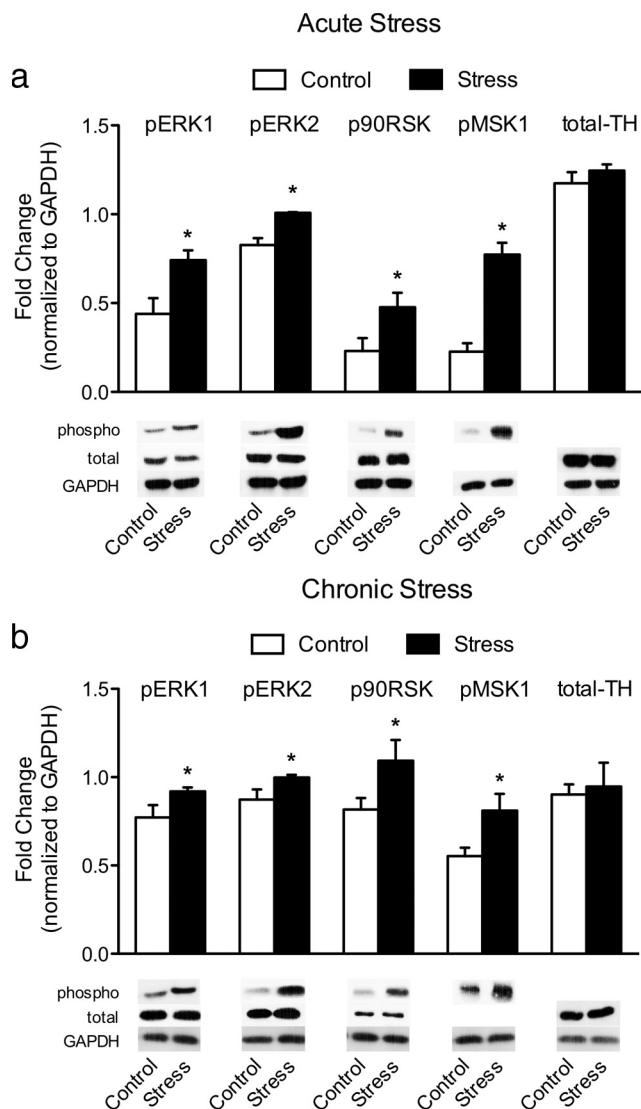 Acute Stress
a
Control Stress
pERK1 pERK2 p90RSK pMSK1 total-TH
Fold Change
(normalized to GAPDH)
1.5
1.0
0.5
0.0
* * * *
phospho
total
GAPDH
Control Stress Control Stress Control Stress Control Stress Control Stress
Chronic Stress
b
Control Stress
pERK1 pERK2 p90RSK pMSK1 total-TH
Fold Change
(normalized to GAPDH)
1.5
1.0
0.5
0.0
* * * *
phospho
total
GAPDH
Control Stress Control Stress Control Stress Control Stress Control Stress